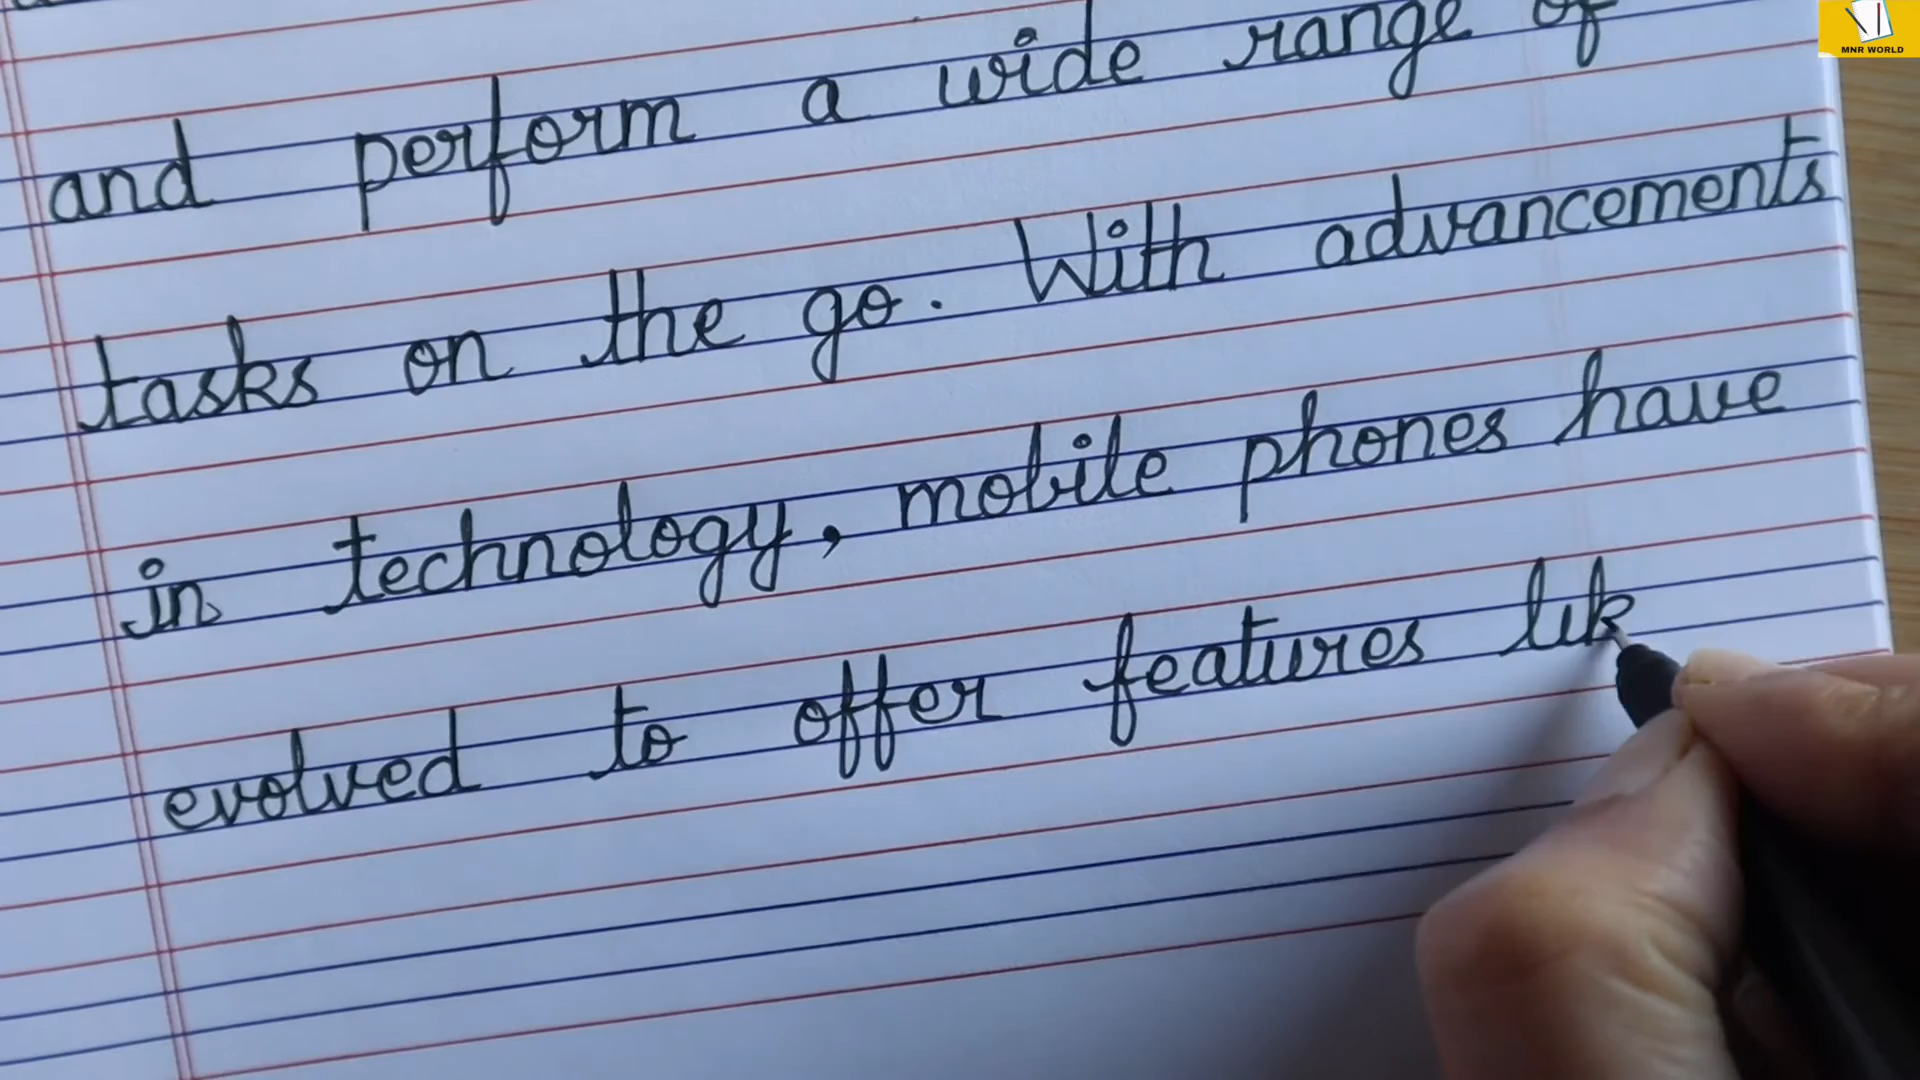 and perform a wide range of
tasks on the go. With advancements
in technology, mobile phones have
evolved to offer features lik
MNR WORLD